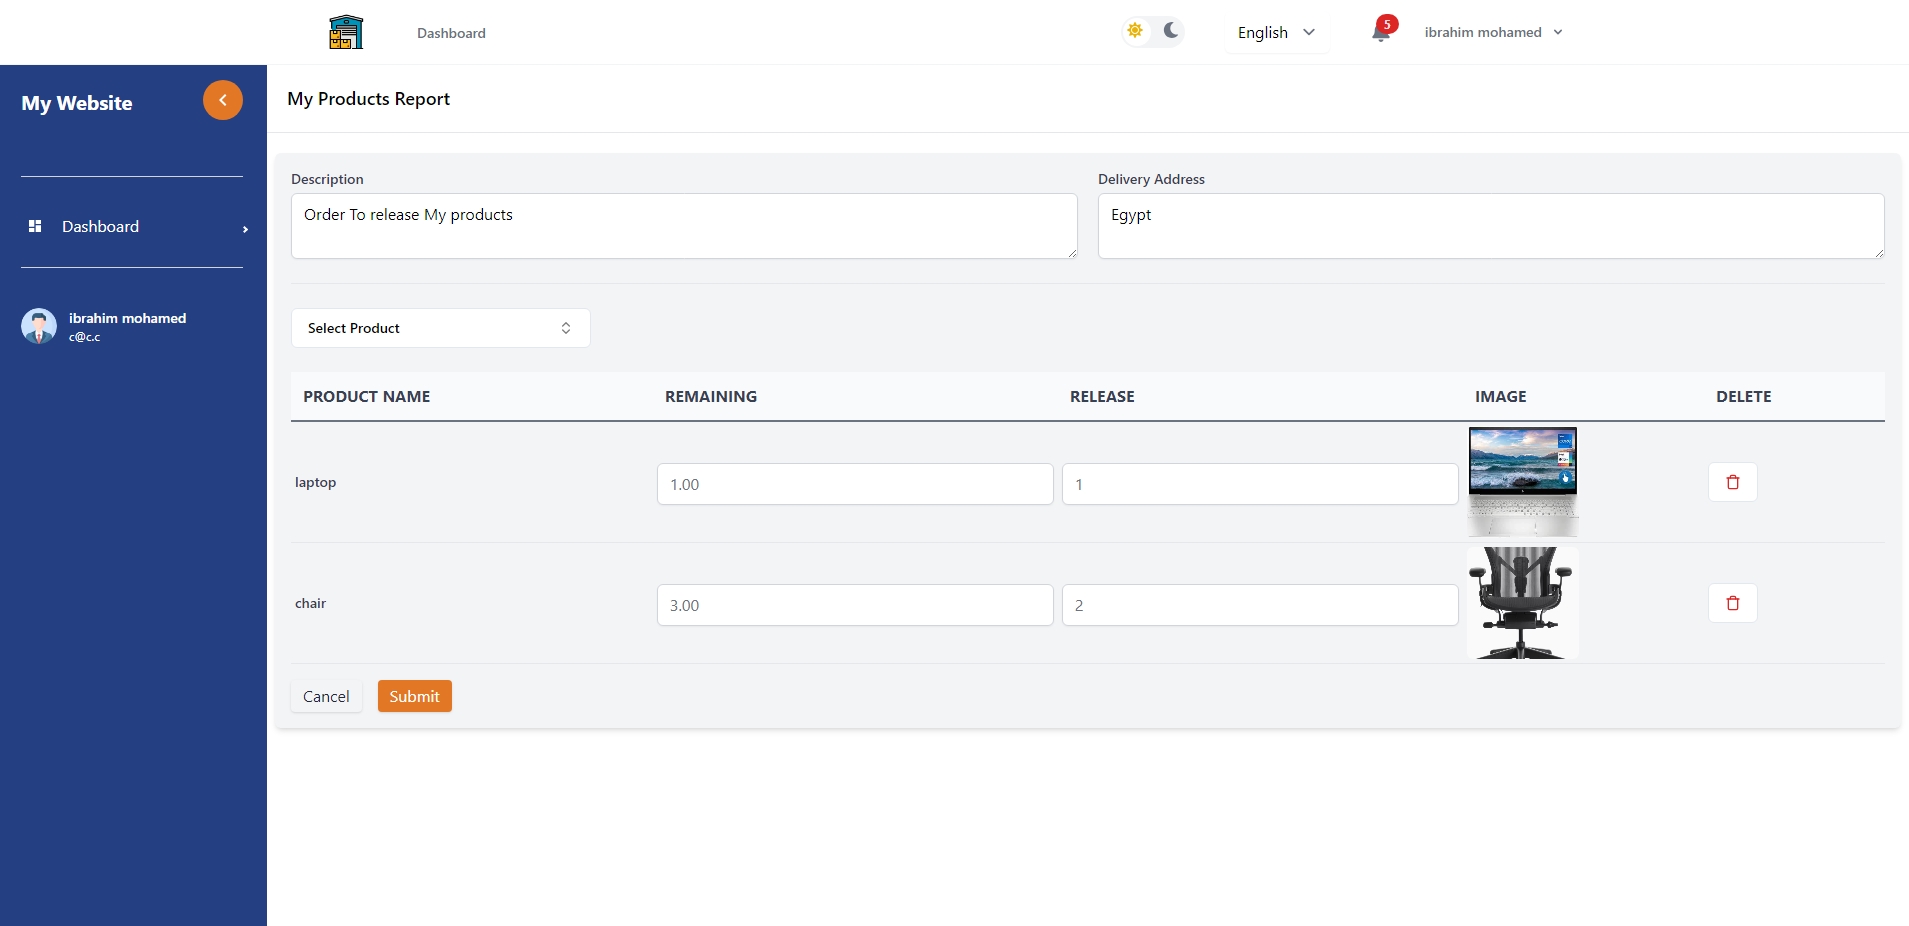 Dashboard
English
5
ibrahim mohamed
My Website
My Products Report
Dashboard
ibrahim mohamed
c@c.c
Description
Delivery Address
Order To release My products
Egypt
Select Product
PRODUCT NAME REMAINING RELEASE IMAGE DELETE
laptop 1.00 1
chair 3.00 2
Cancel Submit